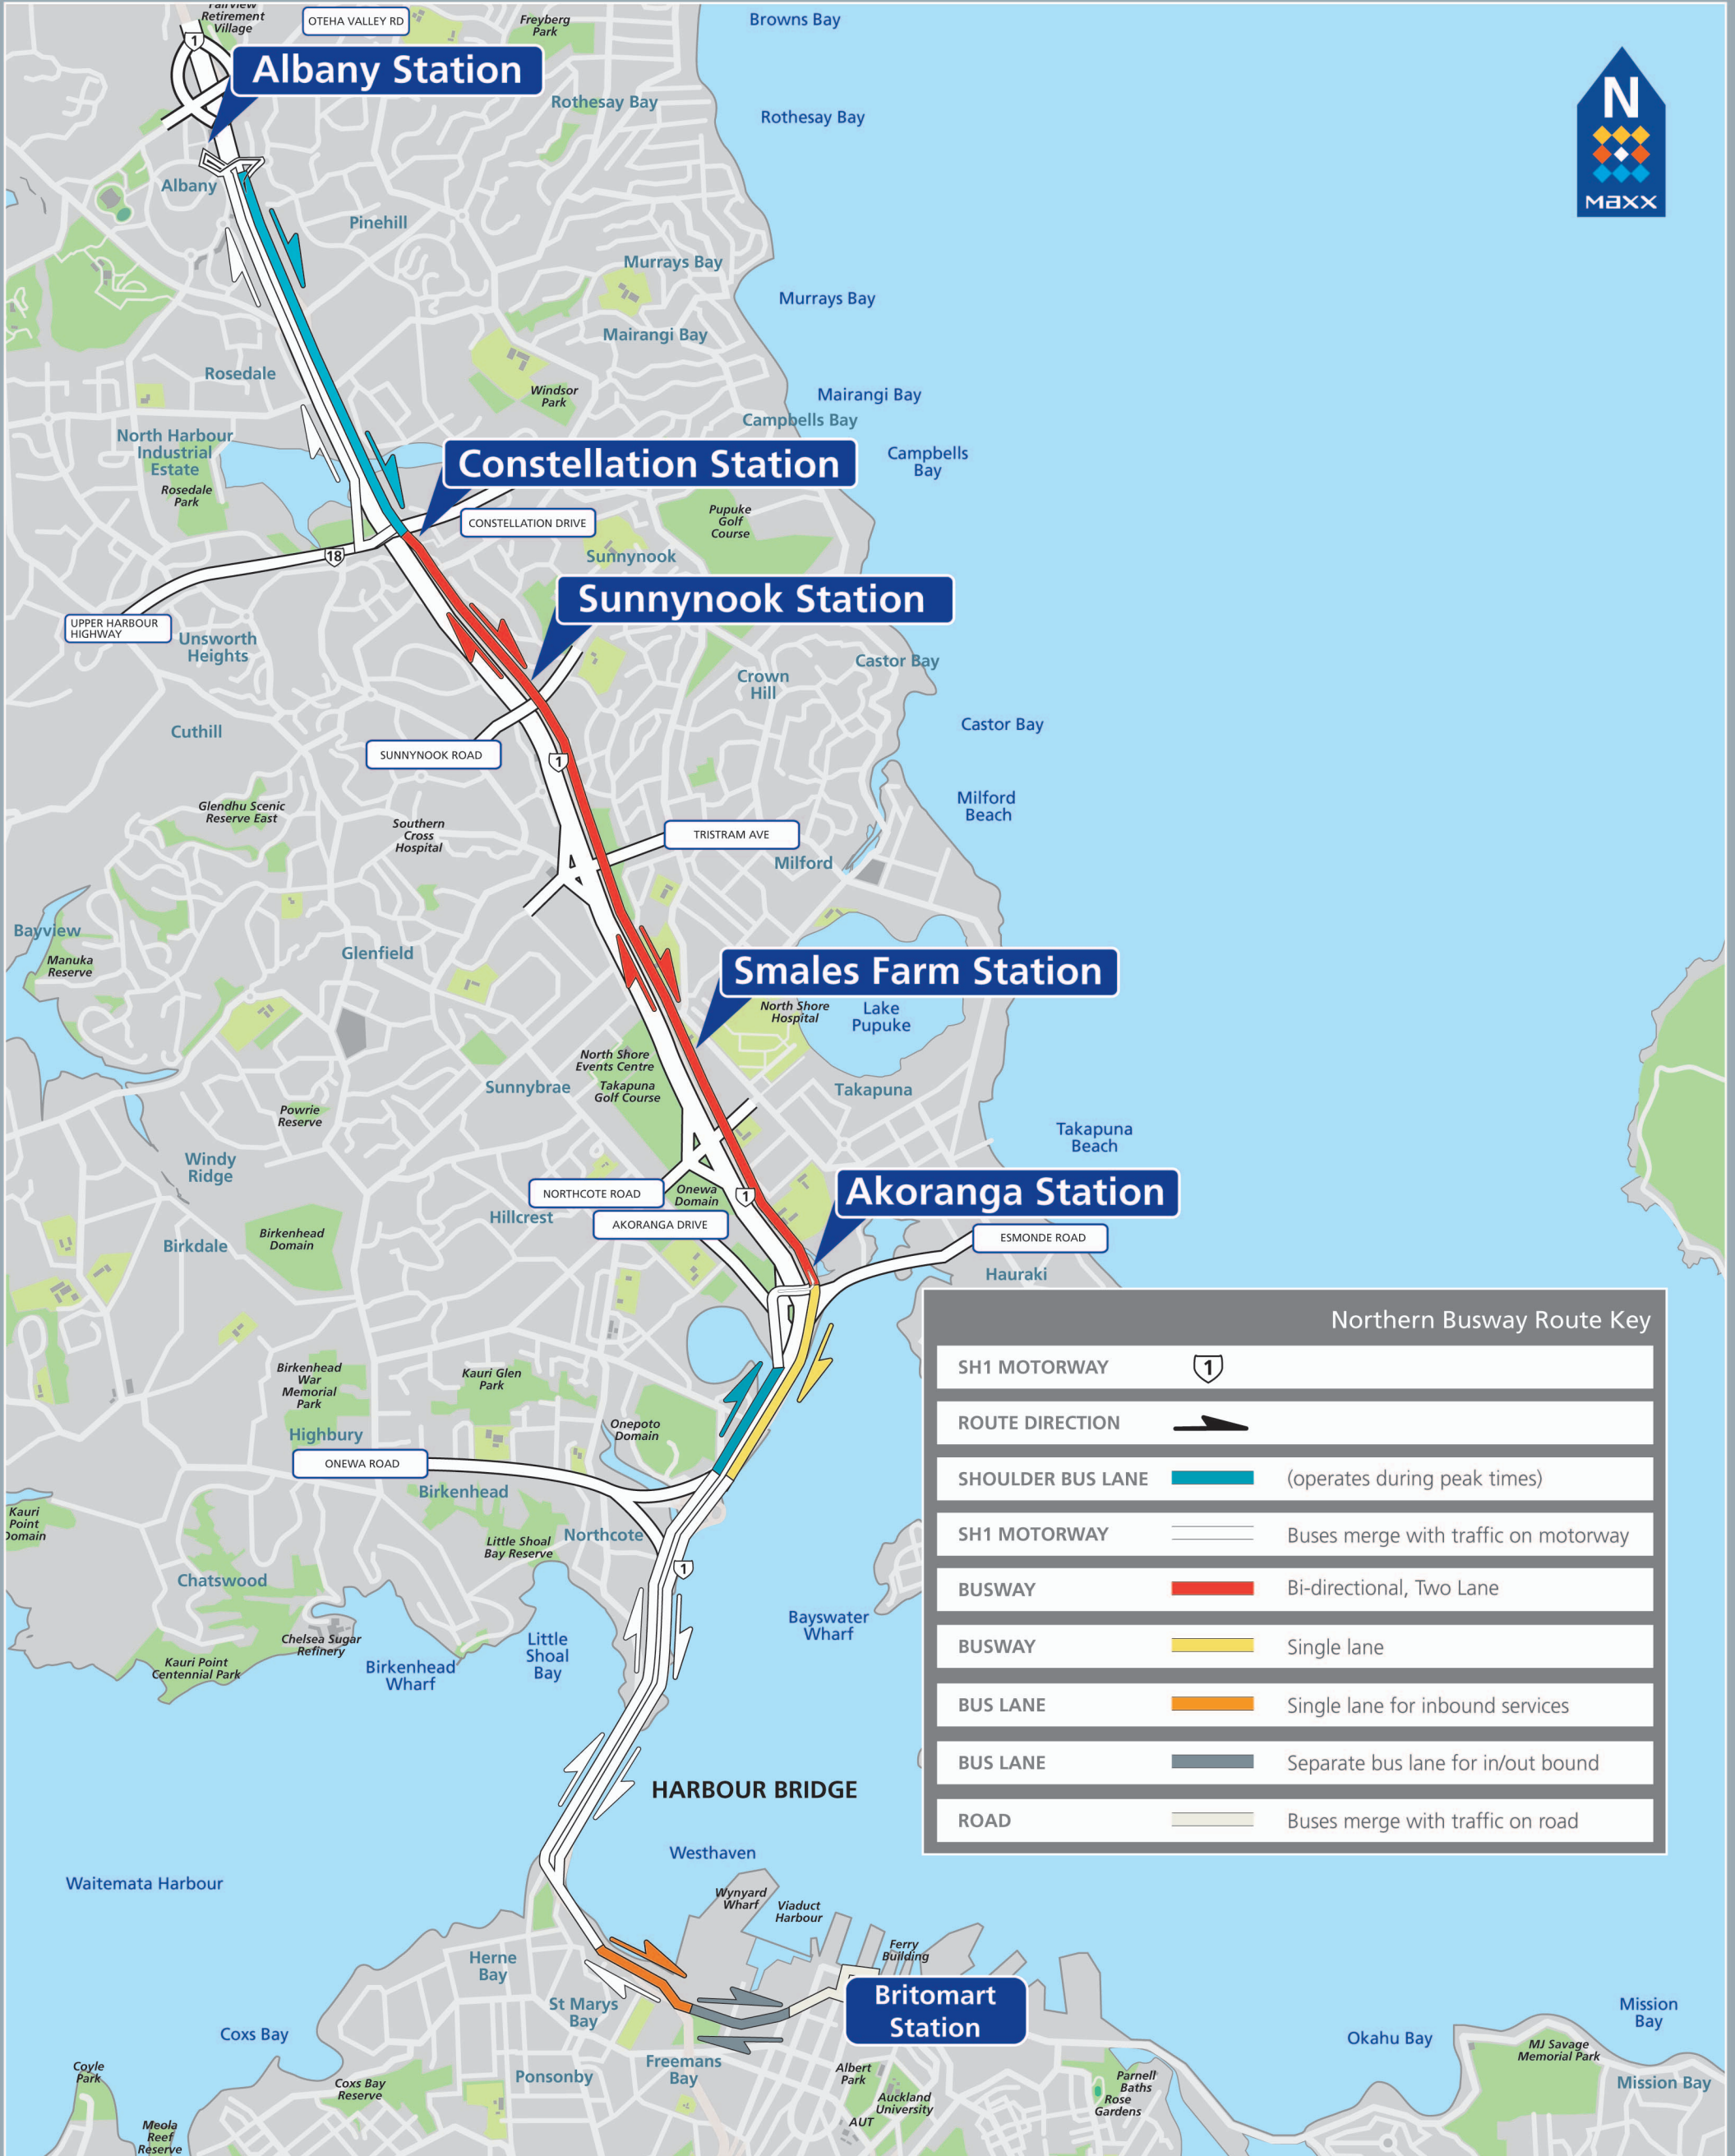 Fairview
Retirement
Village
OTEHA VALLEY RD
Freyberg
Park
Browns Bay
1
Albany Station
N
maxx
Rothesay Bay
Rothesay Bay
Albany
Pinehill
Murrays Bay
Murrays Bay
Mairangi Bay
Rosedale
Windsor
Park
Mairangi Bay
Campbells Bay
North Harbour
Industrial
Estate
Rosedale
Park
Constellation Station
Campbells
Bay
CONSTELLATION DRIVE
Pupuke
Golf
Course
18
Sunnynook
Sunnynook Station
UPPER HARBOUR
HIGHWAY
Unsworth
Heights
Castor Bay
Crown
Hill
Cuthill
Castor Bay
SUNNYNOOK ROAD
1
Milford
Beach
Glendhu Scenic
Reserve East
Southern
Cross
Hospital
TRISTRAM AVE
Milford
Bayview
Manuka
Reserve
Glenfield
Smales Farm Station
North Shore
Hospital
Lake
Pupuke
North Shore
Events Centre
Takapuna
Golf Course
Sunnybrae
Takapuna
Powrie
Reserve
Takapuna
Beach
Windy
Ridge
NORTHCOTE ROAD
Onewa
Domain
1
Akoranga Station
Hillcrest
AKORANGA DRIVE
Birkdale
Birkenhead
Domain
ESMONDE ROAD
Hauraki
Northern Busway Route Key
SH1 MOTORWAY 1
ROUTE DIRECTION
SHOULDER BUS LANE (operates during peak times)
SH1 MOTORWAY Buses merge with traffic on motorway
BUSWAY Bi-directional, Two Lane
BUSWAY Single lane
BUS LANE Single lane for inbound services
BUS LANE Separate bus lane for in/out bound
ROAD Buses merge with traffic on road
Birkenhead
War
Memorial
Park
Kauri Glen
Park
Highbury
Onepoto
Domain
ONEWA ROAD
Birkenhead
Kauri
Point
Domain
Little Shoal
Bay Reserve
Northcote
1
Chatswood
Chelsea Sugar
Refinery
Kauri Point
Centennial Park
Birkenhead
Wharf
Little
Shoal
Bay
Bayswater
Wharf
HARBOUR BRIDGE
Westhaven
Waitemata Harbour
Wynyard
Wharf
Viaduct
Harbour
Ferry
Building
Herne
Bay
St Marys
Bay
Britomart
Station
Coxs Bay
Mission
Bay
Okahu Bay
MJ Savage
Memorial Park
Mission Bay
Coyle
Park
Coxs Bay
Reserve
Ponsonby
Freemans
Bay
Albert
Park
Auckland
University
AUT
Parnell
Baths
Rose
Gardens
Meola
Reef
Reserve